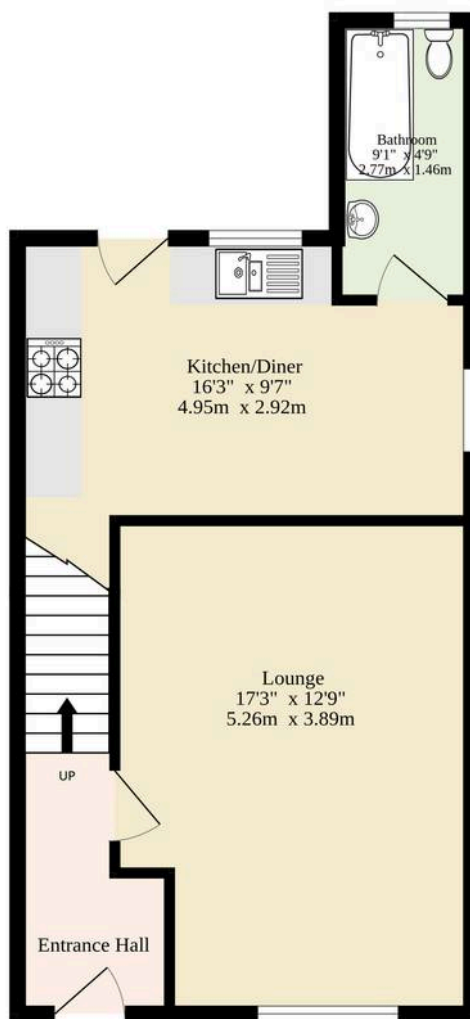 Bathroom
9'1" x 4'9"
2.77m x 1.46m
Kitchen/Diner
16'3" x 9'7"
4.95m x 2.92m
Lounge
17'3" x 12'9"
5.26m x 3.89m
UP
Entrance Hall